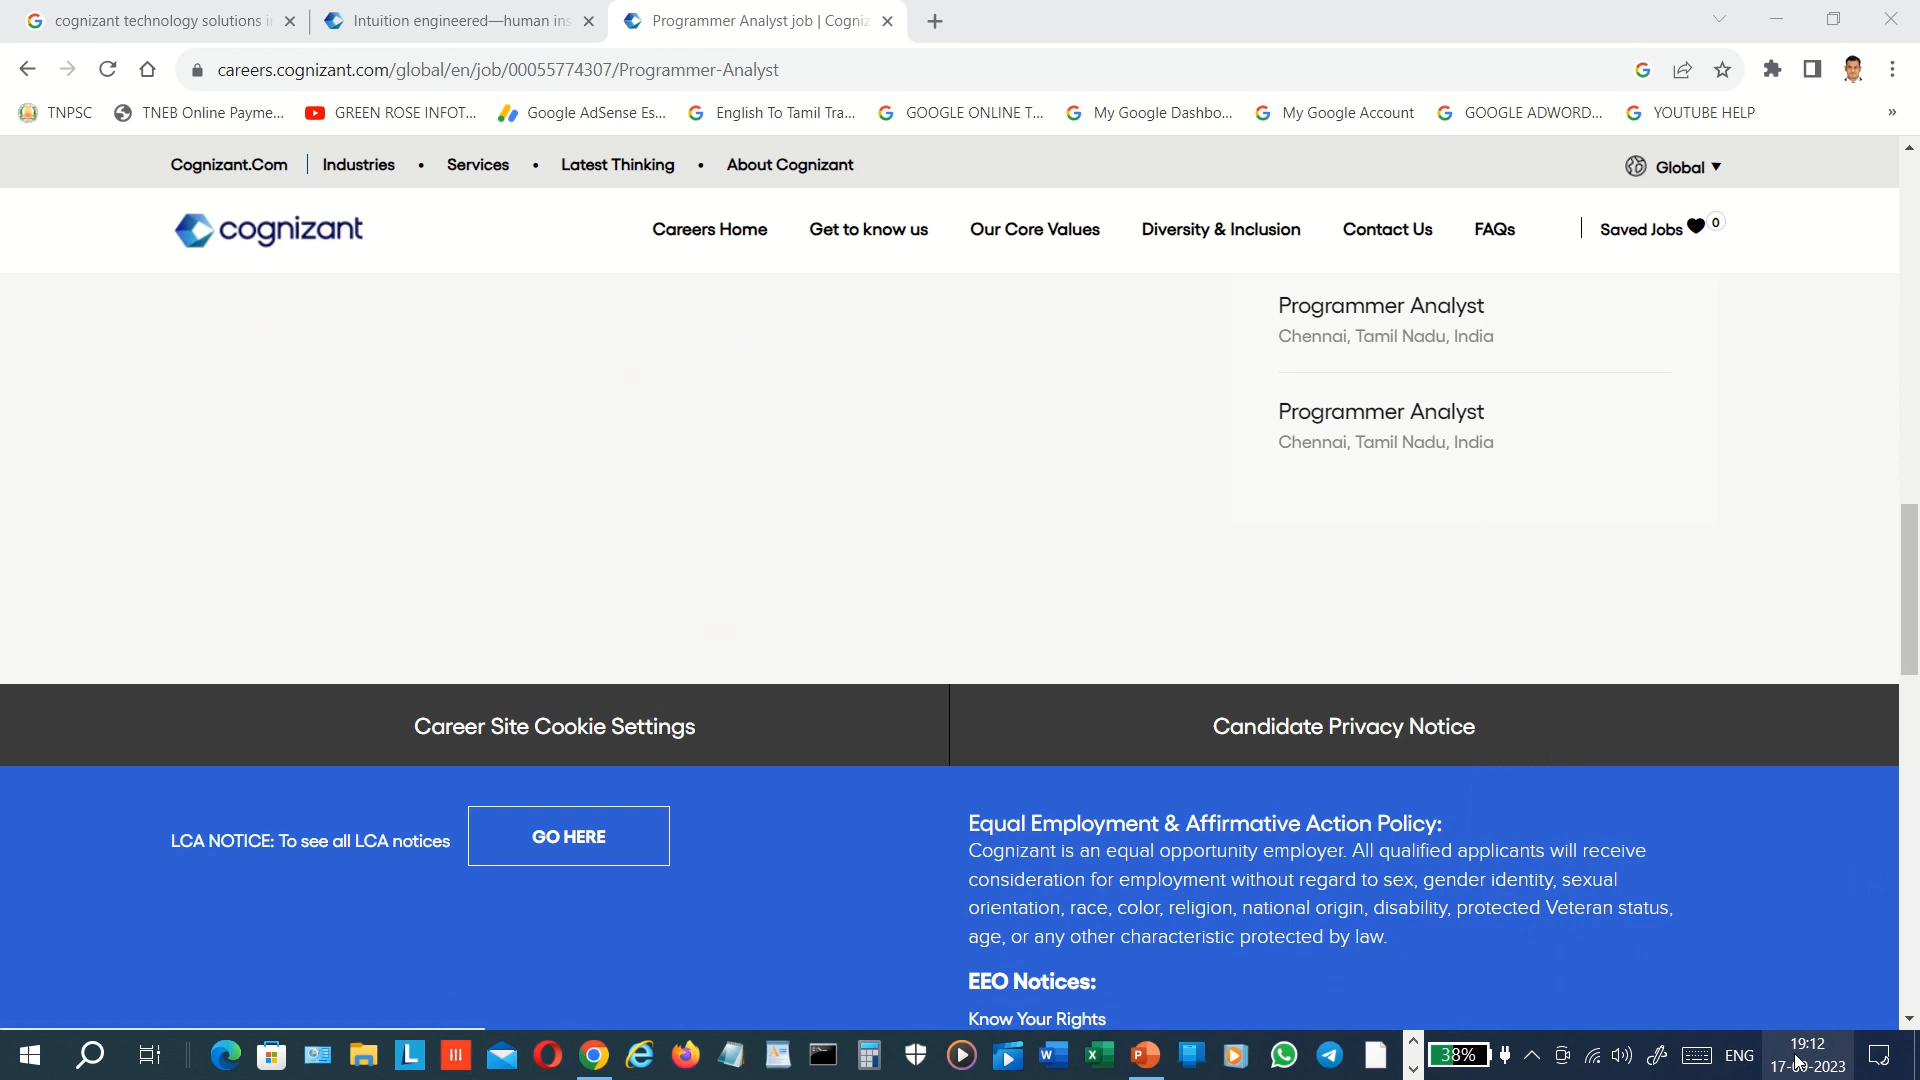 cognizant technology solutions i
Intuition engineered—human ins
Programmer Analyst job | Cogniz
careers.cognizant.com/global/en/job/00055774307/Programmer-Analyst
TNPSC
TNEB Online Payme...
GREEN ROSE INFOT...
Google AdSense Es...
English To Tamil Tra...
GOOGLE ONLINE T...
My Google Dashbo...
My Google Account
GOOGLE ADWORD...
YOUTUBE HELP
»
Cognizant.Com
Industries • Services • Latest Thinking • About Cognizant
Global
cognizant
Careers Home
Get to know us
Our Core Values
Diversity & Inclusion
Contact Us
FAQs
Saved Jobs 0
Programmer Analyst
Chennai, Tamil Nadu, India
Programmer Analyst
Chennai, Tamil Nadu, India
Career Site Cookie Settings
Candidate Privacy Notice
LCA NOTICE: To see all LCA notices
GO HERE
Equal Employment & Affirmative Action Policy:
Cognizant is an equal opportunity employer. All qualified applicants will receive
consideration for employment without regard to sex, gender identity, sexual
orientation, race, color, religion, national origin, disability, protected Veteran status,
age, or any other characteristic protected by law.
EEO Notices:
Know Your Rights
38%
ENG
19:12